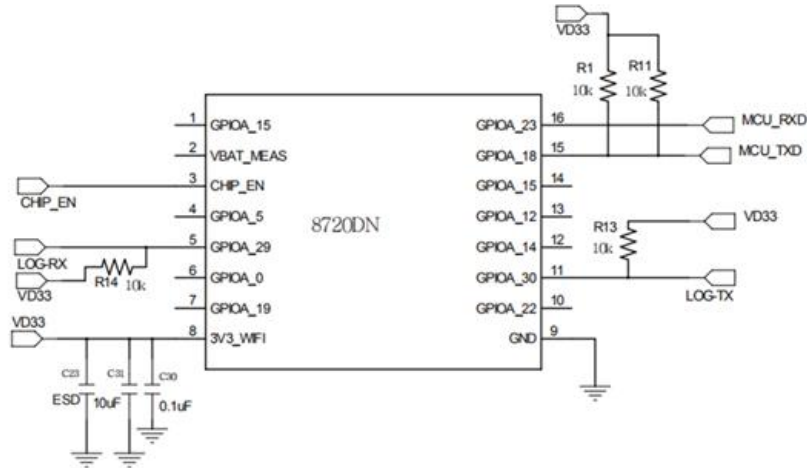 VD33
R1
10k
R11
10k
1
GPIOA_15
GPIOA_23
16
MCU_RXD
2
VBAT_MEAS
GPIOA_18
15
MCU_TXD
3
CHIP_EN
GPIOA_15
14
CHIP_EN
4
GPIOA_5
8720DN
GPIOA_12
13
R13
10k
VD33
5
GPIOA_29
GPIOA_14
12
LOG-RX
R14
10k
VD33
6
GPIOA_0
GPIOA_30
11
LOG-TX
7
GPIOA_19
GPIOA_22
10
VD33
8
3V3_WIFI
GND
9
C23
C31
C30
ESD
10uF
0.1uF